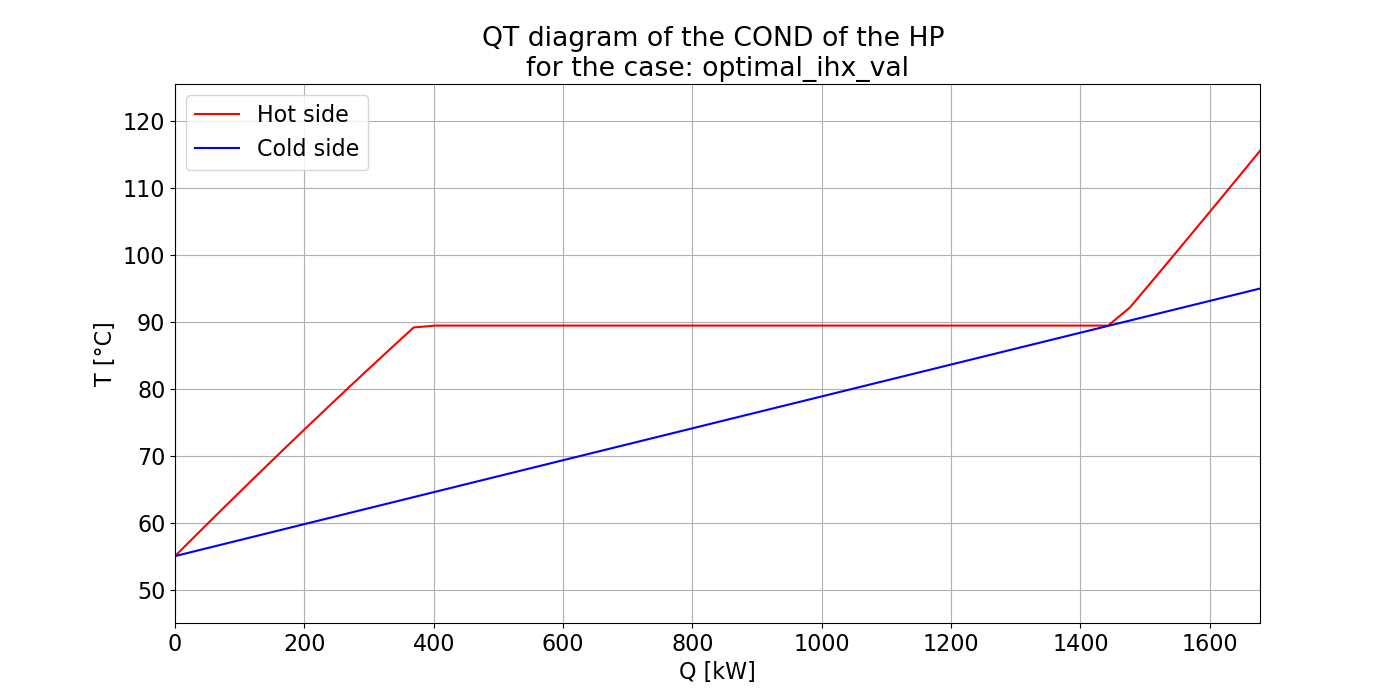 QT diagram of the COND of the HP
for the case: optimal_ihx_val
Hot side
Cold side
120
110
100
90
80
70
60
50
T [°C]
0 200 400 600 800 1000 1200 1400 1600
Q [kW]